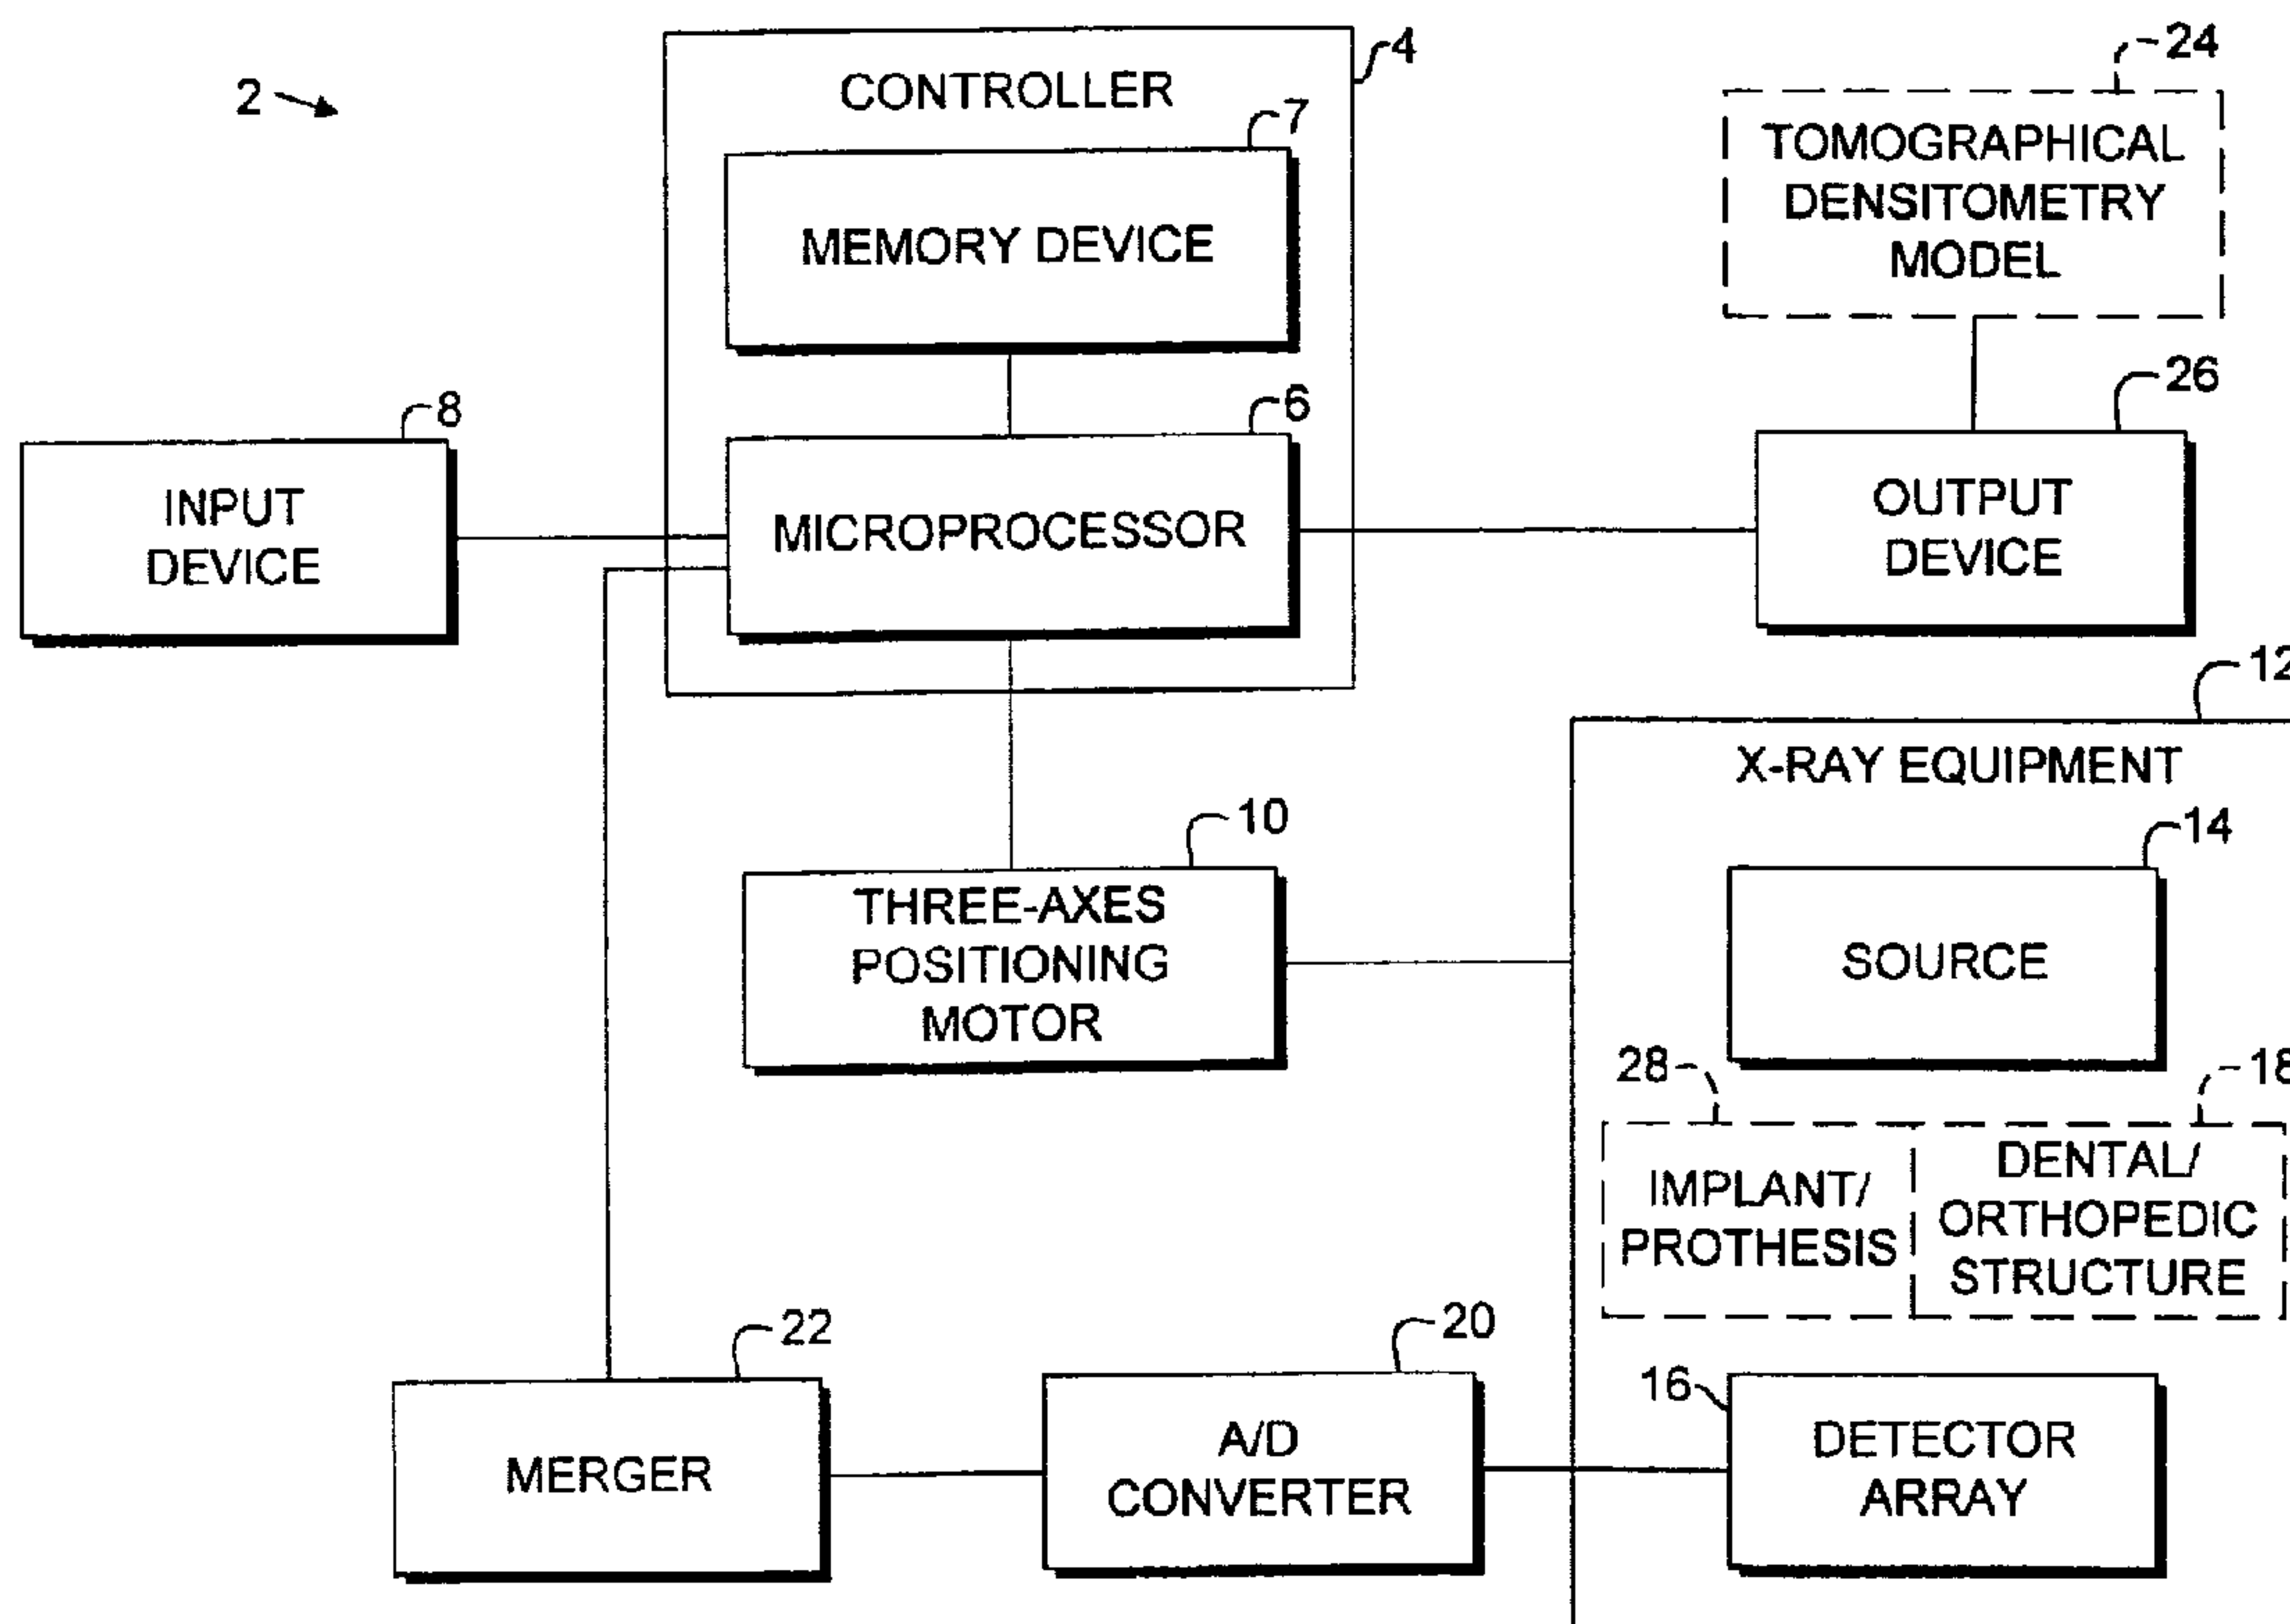 2
4
CONTROLLER
7
MEMORY DEVICE
24
TOMOGRAPHICAL
DENSITOMETRY
MODEL
8
INPUT
DEVICE
6
MICROPROCESSOR
26
OUTPUT
DEVICE
12
X-RAY EQUIPMENT
10
THREE-AXES
POSITIONING
MOTOR
14
SOURCE
28
IMPLANT/
PROTHESIS
18
DENTAL/
ORTHOPEDIC
STRUCTURE
22
MERGER
20
A/D
CONVERTER
16
DETECTOR
ARRAY